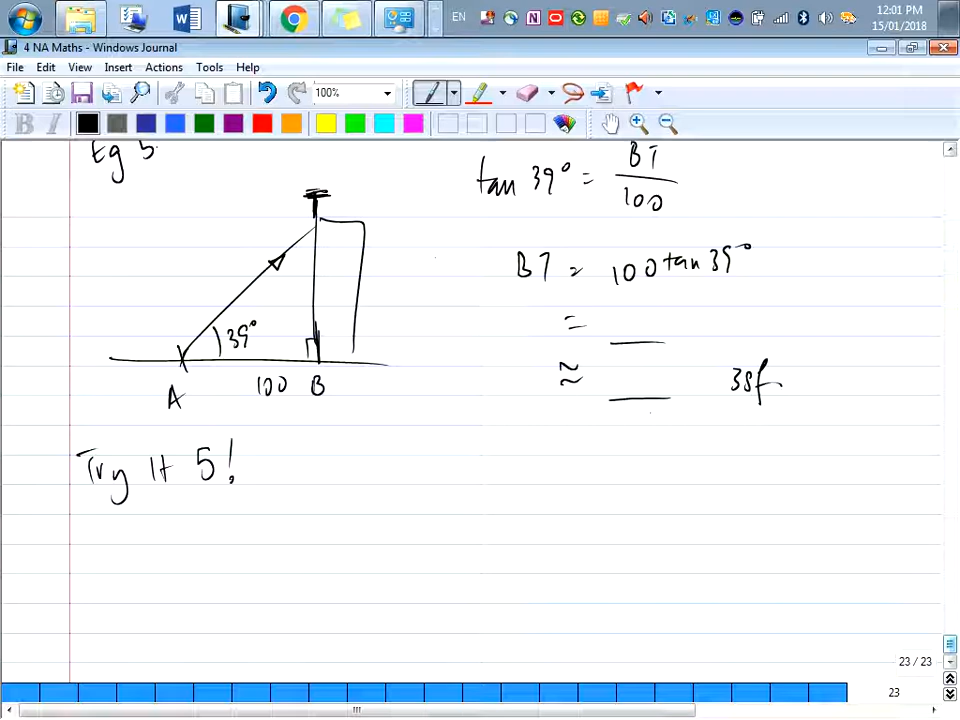 EN
12:01 PM
15/01/2018
4 NA Maths - Windows Journal
File Edit View Insert Actions Tools Help
100%
B I
Eg 5.
tan 39° = BT / 100
T
BT = 100 tan 39°
=
≈ 3sf
39°
A 100 B
Try It 5!
23 / 23
23